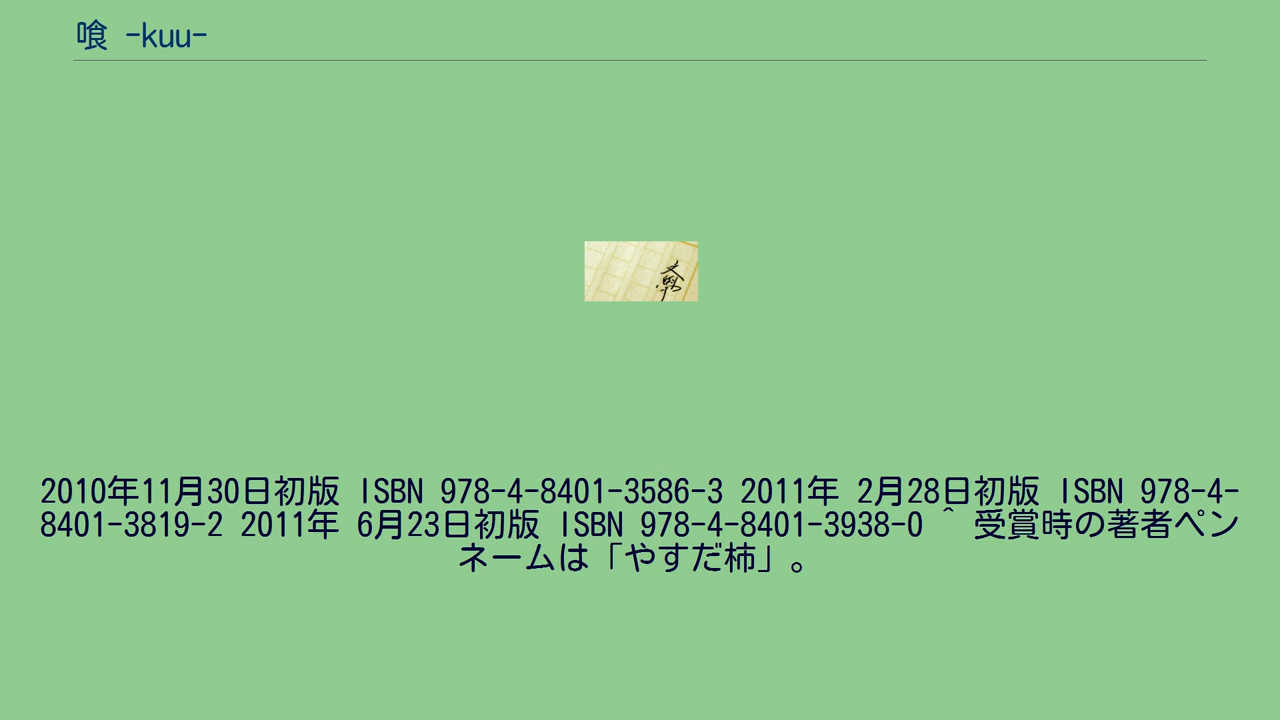 喰 -kuu-
2010年11月30日初版 ISBN 978-4-8401-3586-3 2011年 2月28日初版 ISBN 978-4-
8401-3819-2 2011年 6月23日初版 ISBN 978-4-8401-3938-0 ^ 受賞時の著者ペン
ネームは「やすだ柿」。